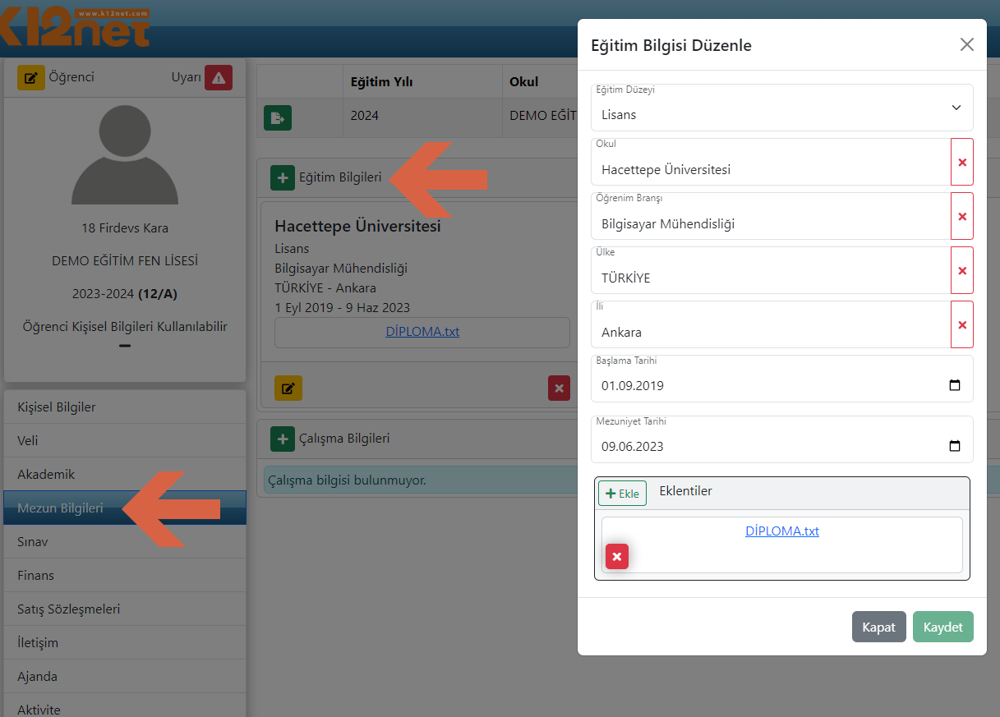 www.k12net.com
K12net
Öğrenci
Uyarı
18 Firdevs Kara
DEMO EĞİTİM FEN LİSESİ
2023-2024 (12/A)
Öğrenci Kişisel Bilgileri Kullanılabilir
Kişisel Bilgiler
Veli
Akademik
Mezun Bilgileri
Sınav
Finans
Satış Sözleşmeleri
İletişim
Ajanda
Aktivite
Eğitim Yılı Okul
2024 DEMO EĞİT
Eğitim Bilgileri
Hacettepe Üniversitesi
Lisans
Bilgisayar Mühendisliği
TÜRKİYE - Ankara
1 Eyl 2019 - 9 Haz 2023
DİPLOMA.txt
Çalışma Bilgileri
Çalışma bilgisi bulunmuyor.
Eğitim Bilgisi Düzenle
Eğitim Düzeyi
Lisans
Okul
Hacettepe Üniversitesi
Öğrenim Branşı
Bilgisayar Mühendisliği
Ülke
TÜRKİYE
İli
Ankara
Başlama Tarihi
01.09.2019
Mezuniyet Tarihi
09.06.2023
Ekle Eklentiler
DİPLOMA.txt
Kapat Kaydet